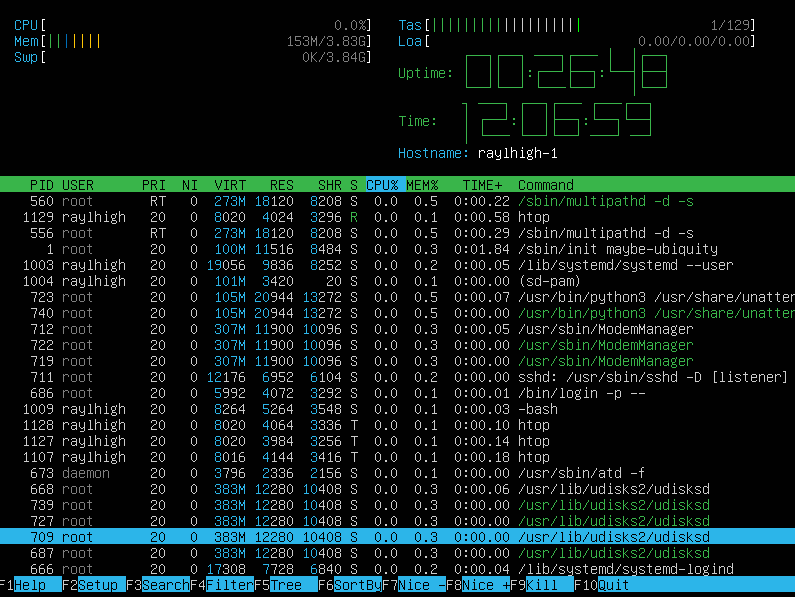 CPU[ 0.0%] Tas[|||||||||||||||||||| 1/129]
Mem[||||||| 153M/3.83G] Loa[ 0.00/0.00/0.00]
Swp[ 0K/3.84G]
Uptime: 00:26:48
Time: 12:06:59
Hostname: raylhigh-1
PID USER PRI NI VIRT RES SHR S CPU% MEM% TIME+ Command
560 root RT 0 273M 18120 8208 S 0.0 0.5 0:00.22 /sbin/multipathd -d -s
1129 raylhigh 20 0 8020 4024 3296 R 0.0 0.1 0:00.58 htop
556 root RT 0 273M 18120 8208 S 0.0 0.5 0:00.29 /sbin/multipathd -d -s
1 root 20 0 100M 11516 8484 S 0.0 0.3 0:01.84 /sbin/init maybe-ubiquity
1003 raylhigh 20 0 19056 9836 8252 S 0.0 0.2 0:00.05 /lib/systemd/systemd --user
1004 raylhigh 20 0 101M 3420 20 S 0.0 0.1 0:00.00 (sd-pam)
723 root 20 0 105M 20944 13272 S 0.0 0.5 0:00.07 /usr/bin/python3 /usr/share/unatten
740 root 20 0 105M 20944 13272 S 0.0 0.5 0:00.00 /usr/bin/python3 /usr/share/unatten
712 root 20 0 307M 11900 10096 S 0.0 0.3 0:00.05 /usr/sbin/ModemManager
722 root 20 0 307M 11900 10096 S 0.0 0.3 0:00.00 /usr/sbin/ModemManager
719 root 20 0 307M 11900 10096 S 0.0 0.3 0:00.00 /usr/sbin/ModemManager
711 root 20 0 12176 6952 6104 S 0.0 0.2 0:00.00 sshd: /usr/sbin/sshd -D [listener]
686 root 20 0 5992 4072 3292 S 0.0 0.1 0:00.01 /bin/login -p --
1009 raylhigh 20 0 8264 5264 3548 S 0.0 0.1 0:00.03 -bash
1128 raylhigh 20 0 8020 4064 3336 T 0.0 0.1 0:00.10 htop
1127 raylhigh 20 0 8020 3984 3256 T 0.0 0.1 0:00.14 htop
1107 raylhigh 20 0 8016 4144 3416 T 0.0 0.1 0:00.18 htop
673 daemon 20 0 3796 2336 2156 S 0.0 0.1 0:00.00 /usr/sbin/atd -f
668 root 20 0 383M 12280 10408 S 0.0 0.3 0:00.06 /usr/lib/udisks2/udisksd
739 root 20 0 383M 12280 10408 S 0.0 0.3 0:00.00 /usr/lib/udisks2/udisksd
727 root 20 0 383M 12280 10408 S 0.0 0.3 0:00.00 /usr/lib/udisks2/udisksd
709 root 20 0 383M 12280 10408 S 0.0 0.3 0:00.00 /usr/lib/udisks2/udisksd
687 root 20 0 383M 12280 10408 S 0.0 0.3 0:00.00 /usr/lib/udisks2/udisksd
666 root 20 0 17308 7728 6840 S 0.0 0.2 0:00.04 /lib/systemd/systemd-logind
F1Help F2Setup F3SearchF4FilterF5Tree F6SortByF7Nice -F8Nice +F9Kill F10Quit